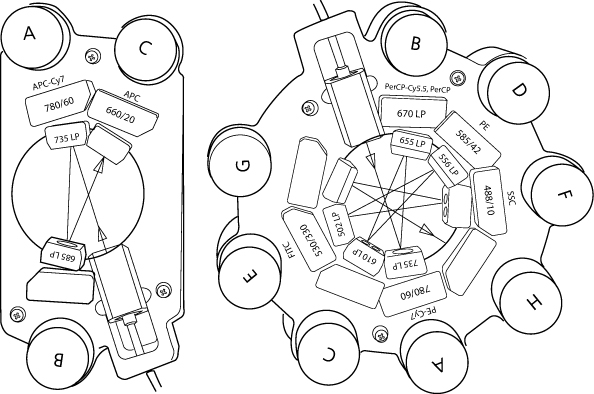 A
C
APC-Cy7
APC
780/60
660/20
735 LP
685 LP
B
B
PerCP-Cy5.5, PerCP
D
670 LP
PE
585/42
655 LP
556 LP
G
F
488/10
SSC
502 LP
FITC
530/330
610 LP
735 LP
E
780/60
PE-Cy7
H
C
A